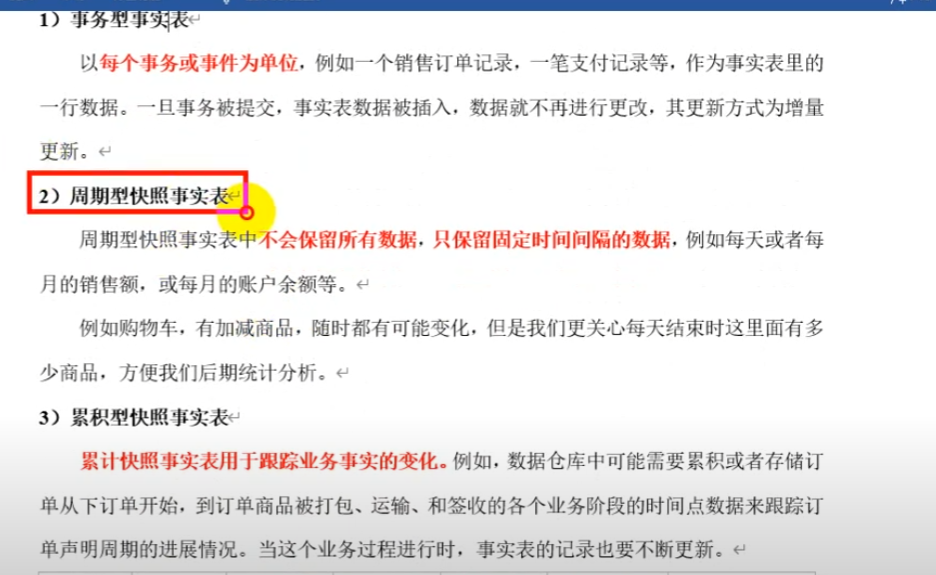 1）事务型事实表
以每个事务或事件为单位，例如一个销售订单记录，一笔支付记录等，作为事实表里的
一行数据。一旦事务被提交，事实表数据被插入，数据就不再进行更改，其更新方式为增量
更新。
2）周期型快照事实表
周期型快照事实表中不会保留所有数据，只保留固定时间间隔的数据，例如每天或者每
月的销售额，或每月的账户余额等。
例如购物车，有加减商品，随时都有可能变化，但是我们更关心每天结束时这里面有多
少商品，方便我们后期统计分析。
3）累积型快照事实表
累计快照事实表用于跟踪业务事实的变化。例如，数据仓库中可能需要累积或者存储订
单从下订单开始，到订单商品被打包、运输、和签收的各个业务阶段的时间点数据来跟踪订
单声明周期的进展情况。当这个业务过程进行时，事实表的记录也要不断更新。